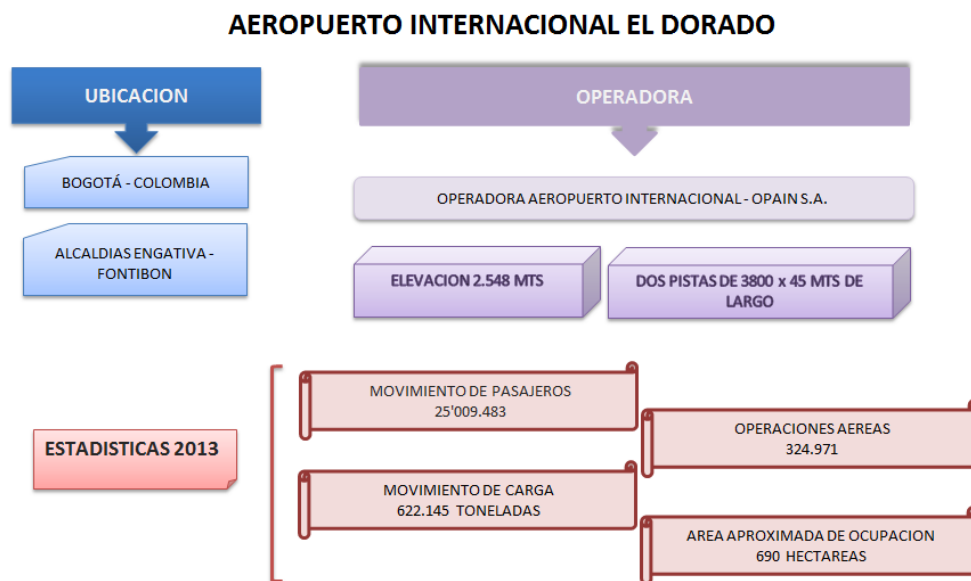 AEROPUERTO INTERNACIONAL EL DORADO
UBICACION
BOGOTÁ - COLOMBIA
ALCALDIAS ENGATIVA -
FONTIBON
OPERADORA
OPERADORA AEROPUERTO INTERNACIONAL - OPAIN S.A.
ELEVACION 2.548 MTS
DOS PISTAS DE 3800 x 45 MTS DE
LARGO
ESTADISTICAS 2013
MOVIMIENTO DE PASAJEROS
25'009.483
OPERACIONES AEREAS
324.971
MOVIMIENTO DE CARGA
622.145 TONELADAS
AREA APROXIMADA DE OCUPACION
690 HECTAREAS